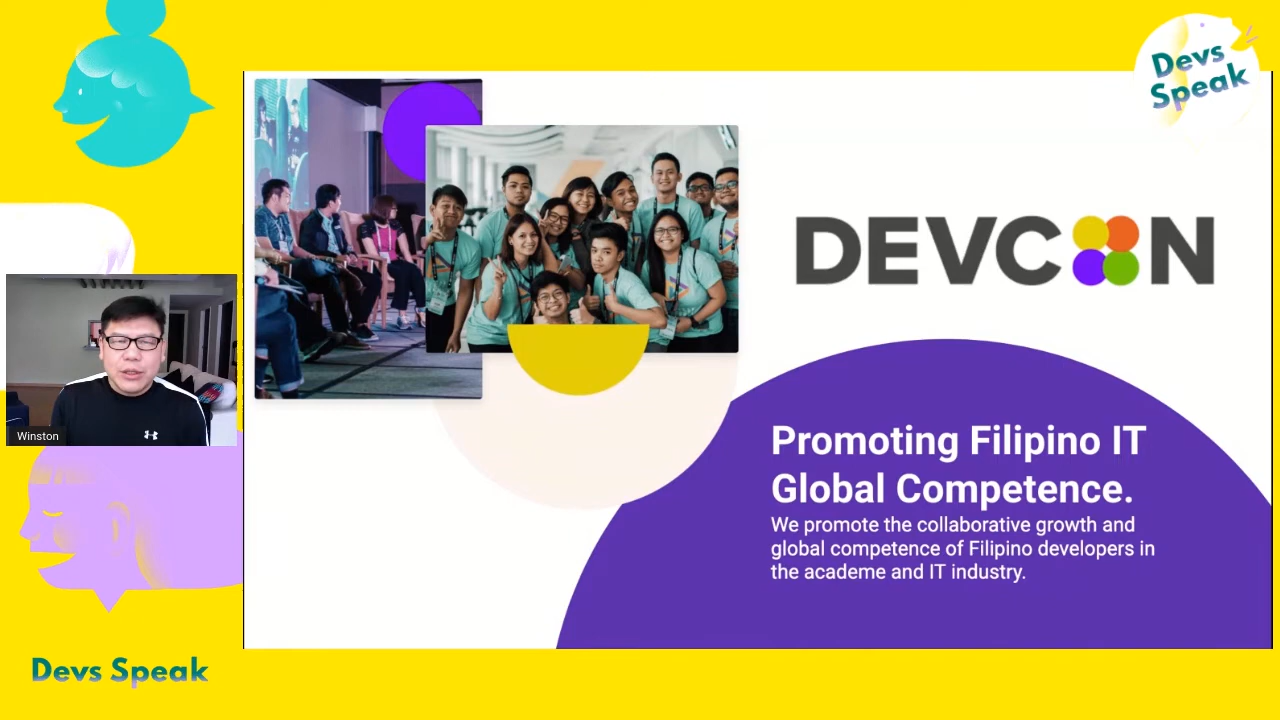 Devs
Speak
DEVCON
Winston
Promoting Filipino IT
Global Competence.
We promote the collaborative growth and
global competence of Filipino developers in
the academe and IT industry.
Devs Speak